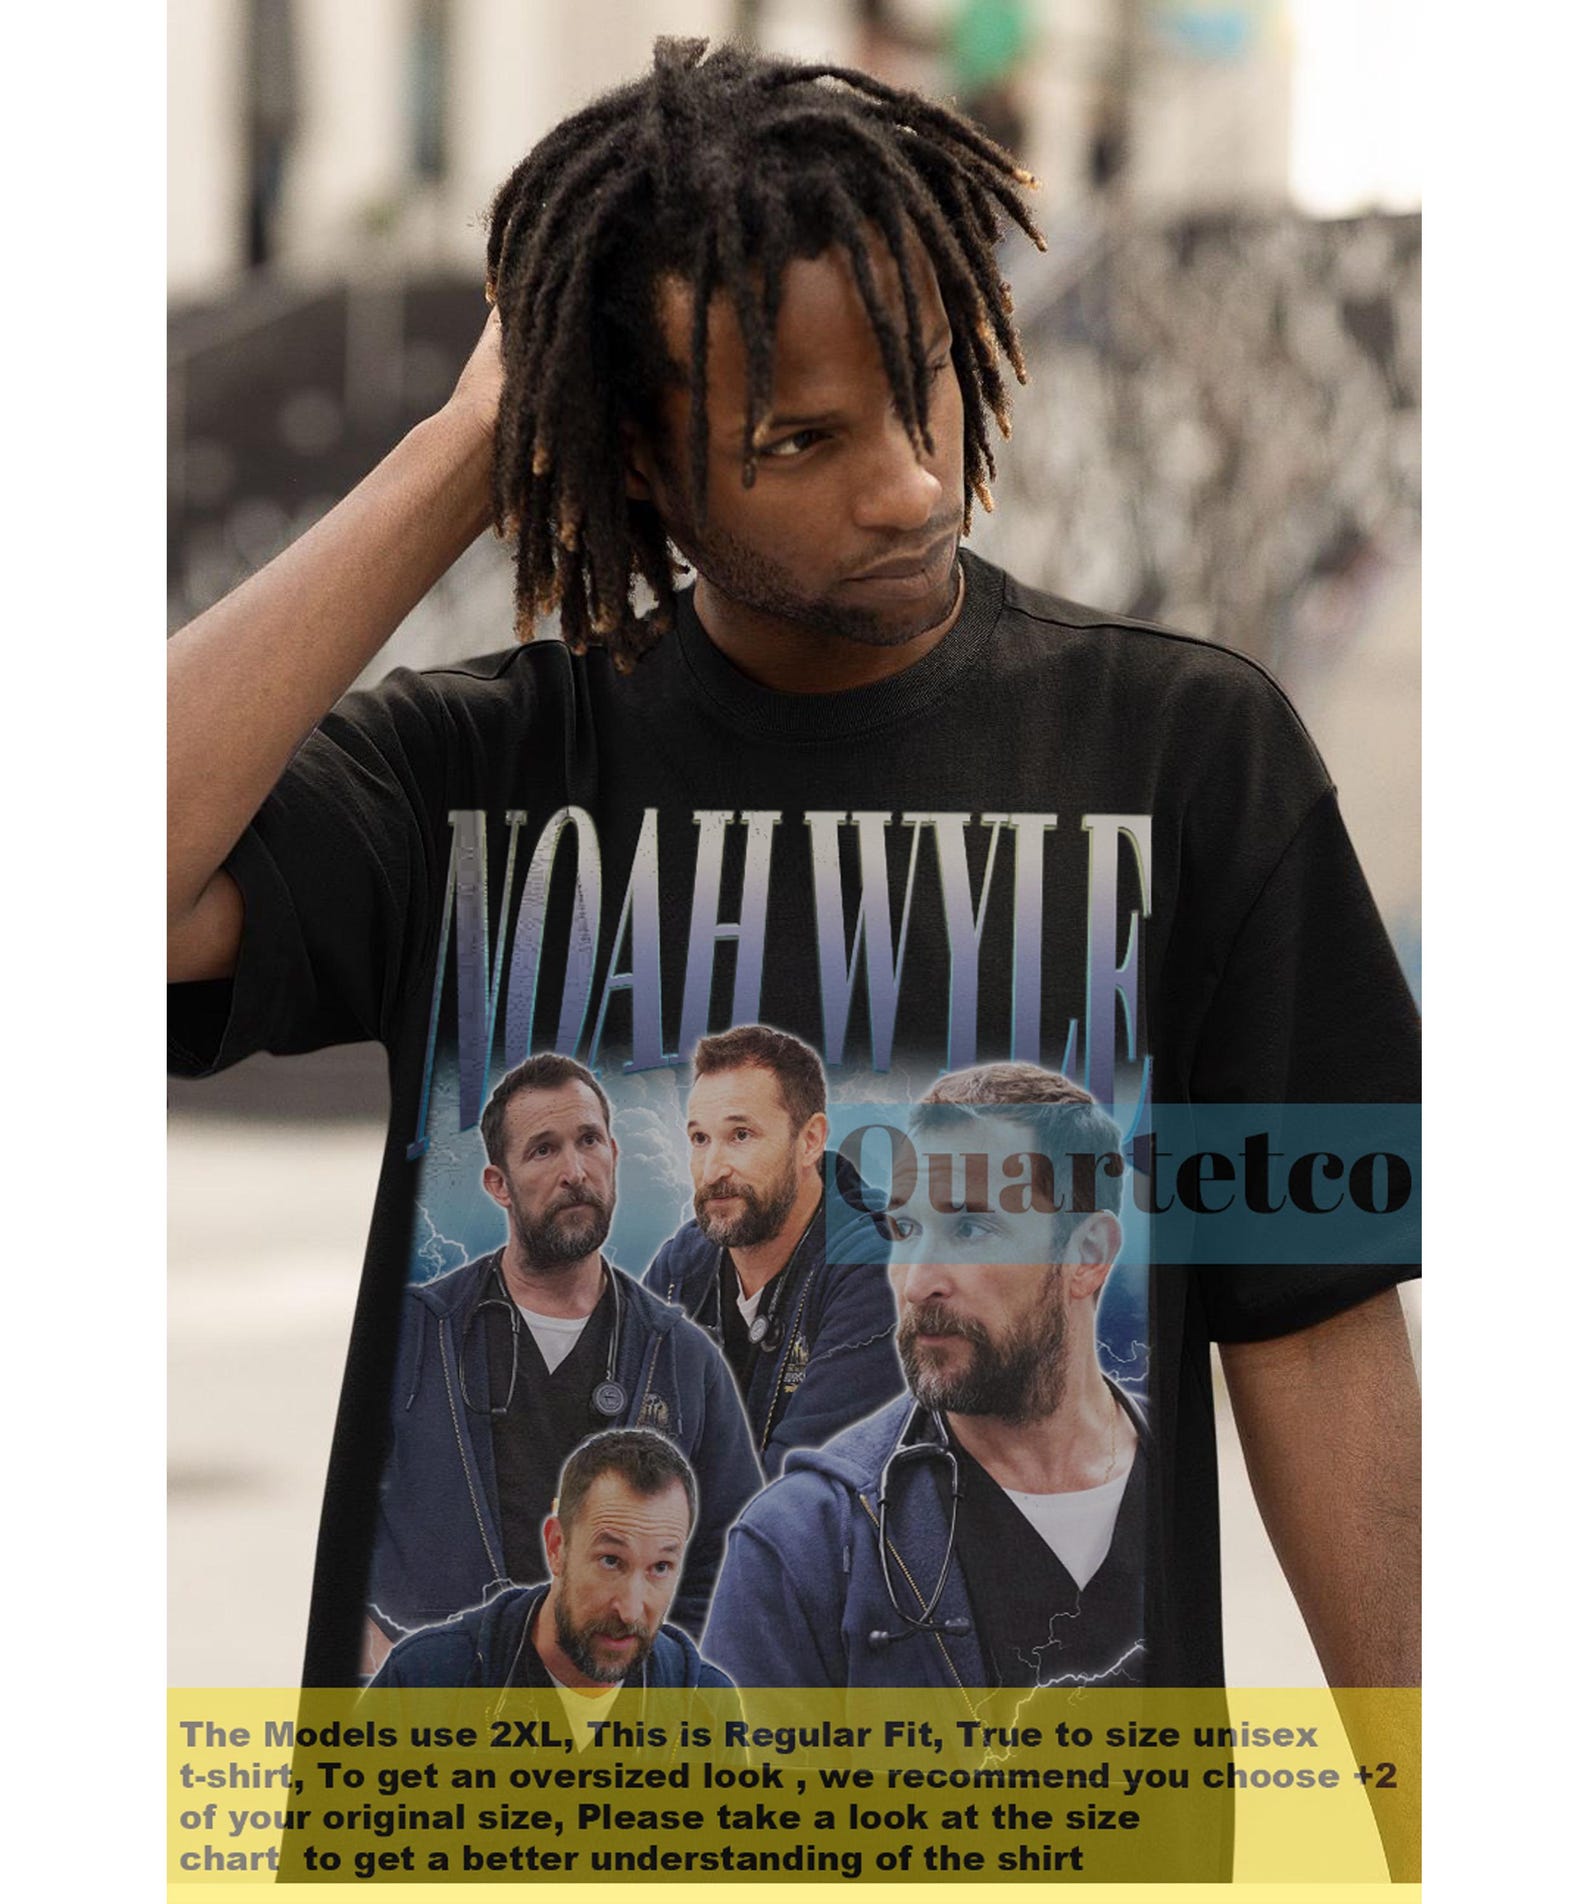 NOAH WYLE
Quartetco
The Models use 2XL, This is Regular Fit, True to size unisex
t-shirt, To get an oversized look , we recommend you choose +2
of your original size, Please take a look at the size
chart to get a better understanding of the shirt